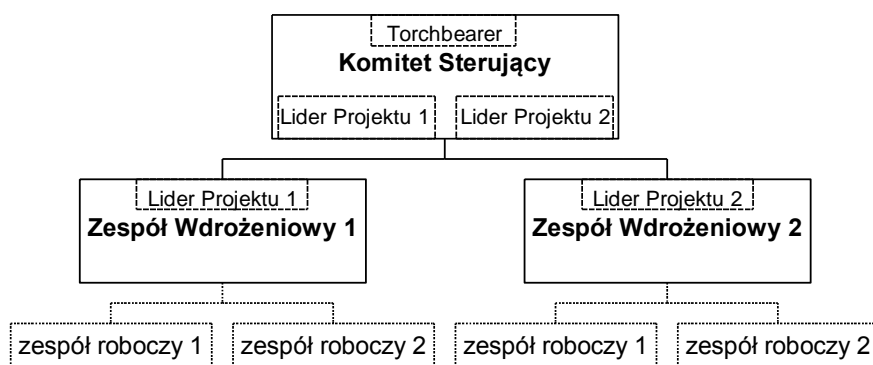 Torchbearer
Komitet Sterujący
Lider Projektu 1
Lider Projektu 2
Lider Projektu 1
Zespół Wdrożeniowy 1
Lider Projektu 2
Zespół Wdrożeniowy 2
zespół roboczy 1
zespół roboczy 2
zespół roboczy 1
zespół roboczy 2